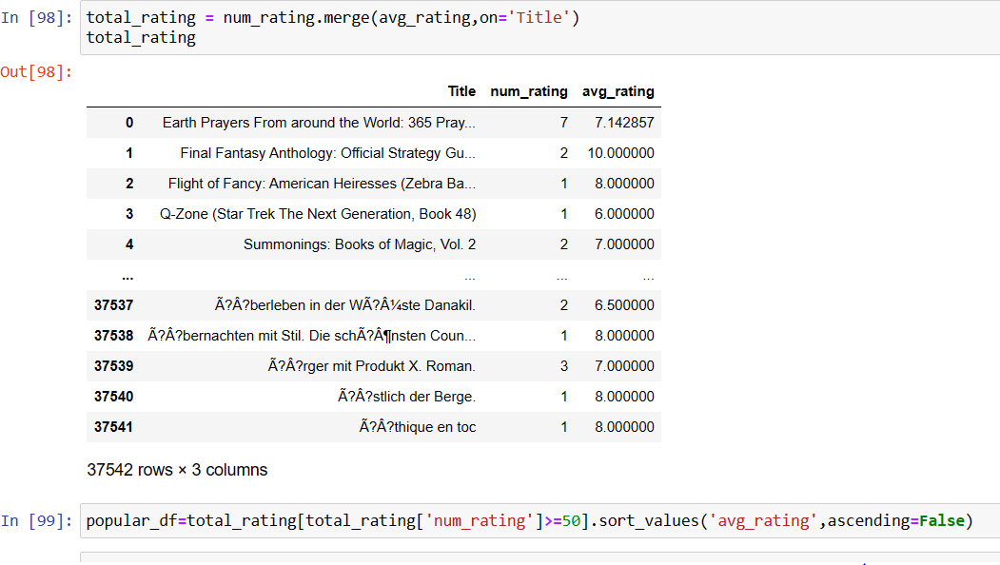 In [98]: total_rating = num_rating.merge(avg_rating,on='Title')
total_rating
Out[98]:
Title num_rating avg_rating
0 Earth Prayers From around the World: 365 Pray... 7 7.142857
1 Final Fantasy Anthology: Official Strategy Gu... 2 10.000000
2 Flight of Fancy: American Heiresses (Zebra Ba... 1 8.000000
3 Q-Zone (Star Trek The Next Generation, Book 48) 1 6.000000
4 Summonings: Books of Magic, Vol. 2 2 7.000000
... ... ... ...
37537 Ã?Â?berleben in der WÃ?Â¼ste Danakil. 2 6.500000
37538 Ã?Â?bernachten mit Stil. Die schÃ?Â¶nsten Coun... 1 8.000000
37539 Ã?Â?rger mit Produkt X. Roman. 3 7.000000
37540 Ã?Â?stlich der Berge. 1 8.000000
37541 Ã?Â?thique en toc 1 8.000000
37542 rows × 3 columns
In [99]: popular_df=total_rating[total_rating['num_rating']>=50].sort_values('avg_rating',ascending=False)